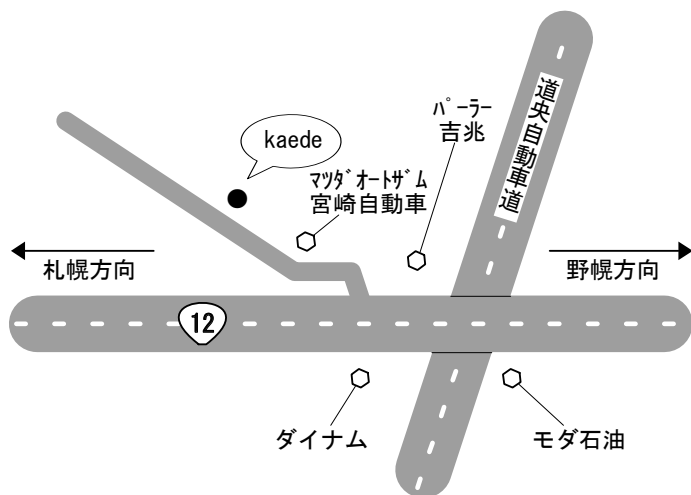 道央自動車道
ﾊﾟｰﾗｰ
吉兆
kaede
ﾏﾂﾀﾞｵｰﾄｻﾞﾑ
宮崎自動車
札幌方向
野幌方向
12
ダイナム
モダ石油